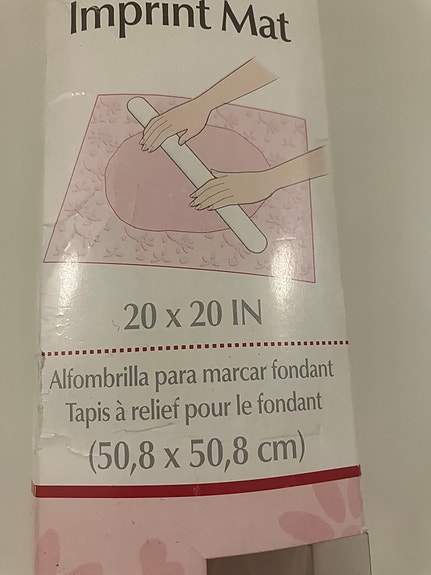 Imprint Mat
20 x 20 IN
Alfombrilla para marcar fondant
Tapis à relief pour le fondant
(50,8 x 50,8 cm)